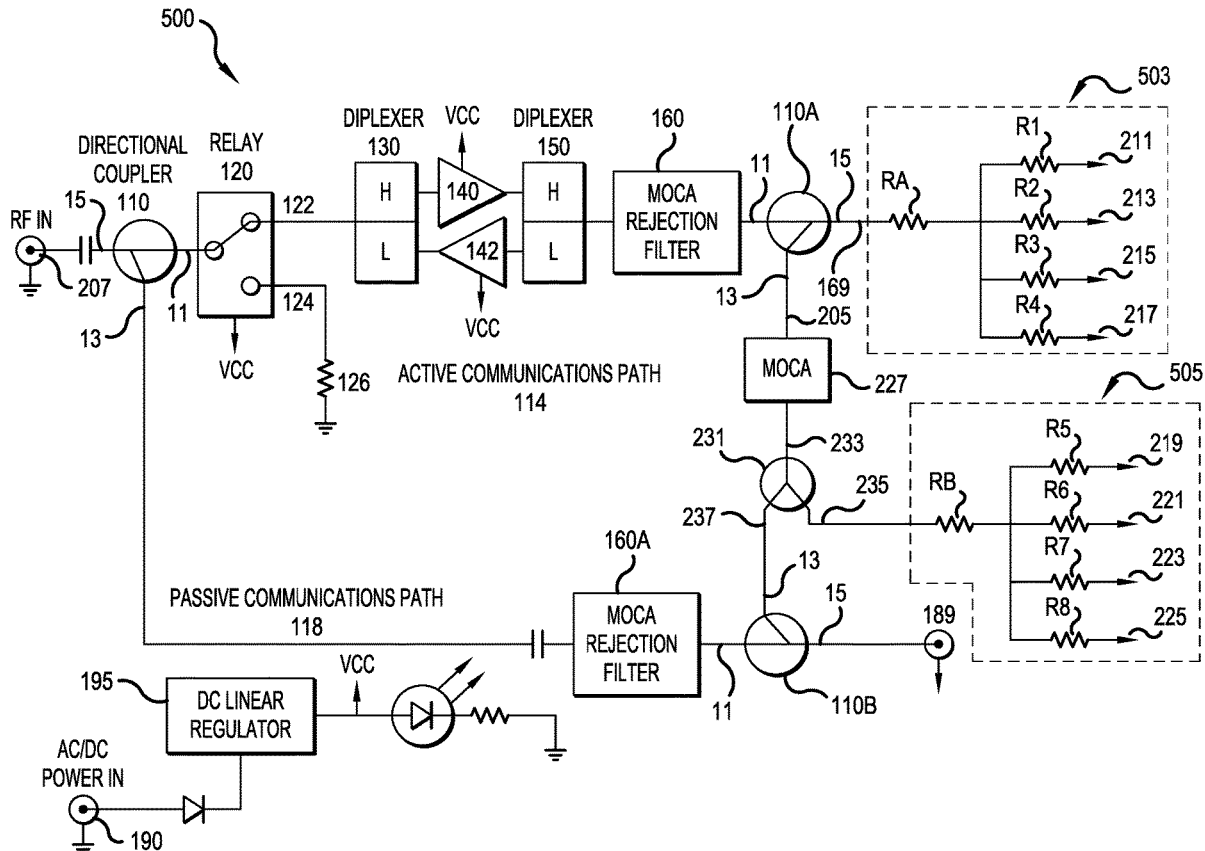 500
503
RF IN
15
DIRECTIONAL
COUPLER
110
RELAY
120
122
124
207
13
11
VCC
126
DIPLEXER
130
H
L
VCC
140
142
VCC
DIPLEXER
150
H
L
160
MOCA
REJECTION
FILTER
11
110A
15
13
169
205
RA
R1
211
R2
213
R3
215
R4
217
ACTIVE COMMUNICATIONS PATH
114
MOCA
227
505
231
233
235
237
RB
R5
219
R6
221
R7
223
R8
225
PASSIVE COMMUNICATIONS PATH
118
160A
MOCA
REJECTION
FILTER
13
15
189
11
110B
195
DC LINEAR
REGULATOR
VCC
AC/DC
POWER IN
190